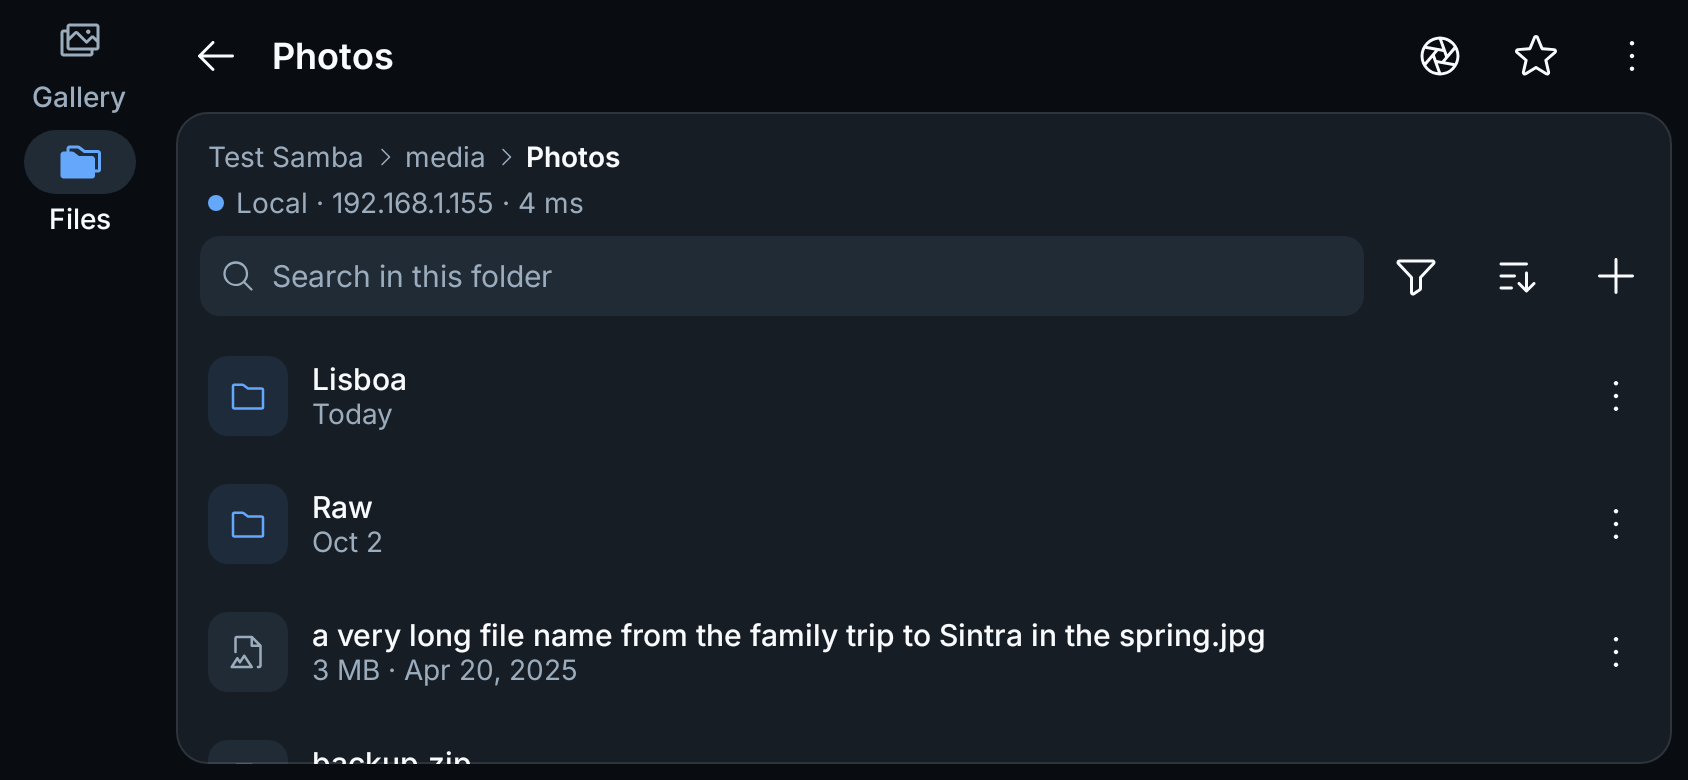 Gallery
Files
Photos
Test Samba > media > Photos
Local · 192.168.1.155 · 4 ms
Search in this folder
Lisboa
Today
Raw
Oct 2
a very long file name from the family trip to Sintra in the spring.jpg
3 MB · Apr 20, 2025
backup.zip